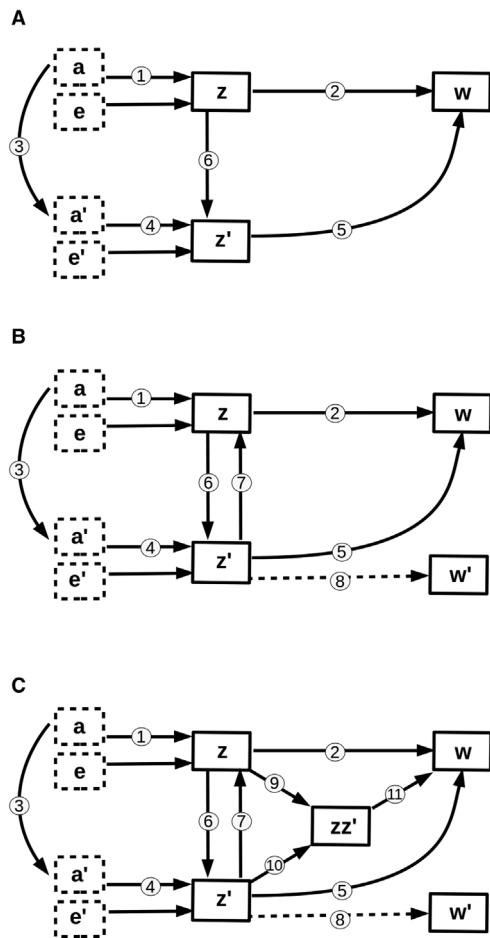 A
a ① z ② w
e
③ ⑥
a' ④ z' ⑤
e'
B
a ① z ② w
e
③ ⑥ ⑦
a' ④ z' ⑤
e' ⑧ w'
C
a ① z ② w
e ⑨ ⑪
③ ⑥ ⑦ zz'
a' ④ z' ⑩ ⑤
e' ⑧ w'